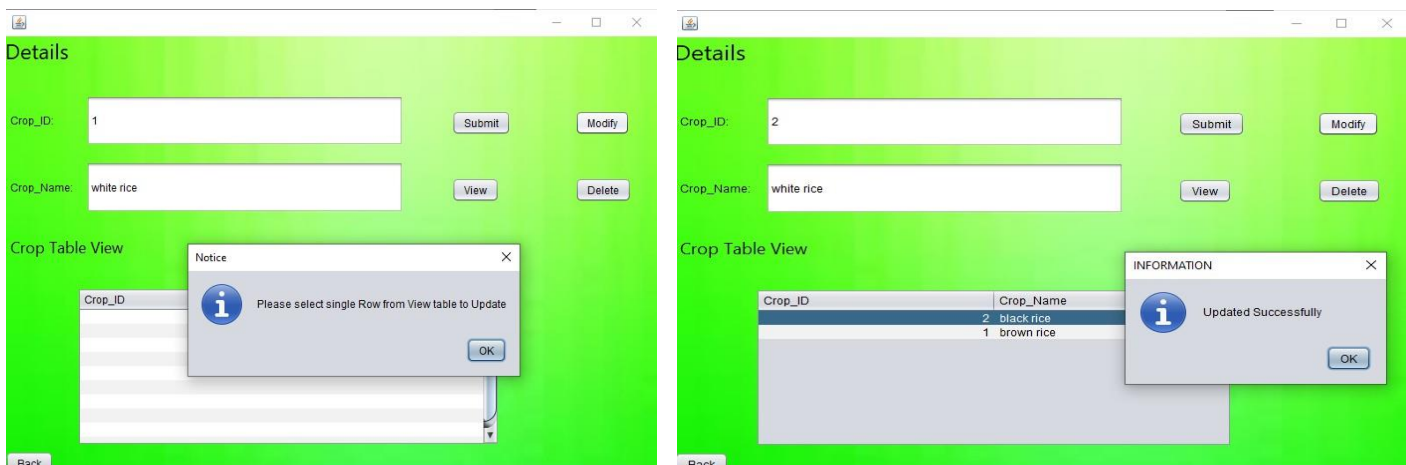 Details
Crop_ID:
1
Submit
Modify
Crop_Name:
white rice
View
Delete
Crop Table View
Notice
Please select single Row from View table to Update
OK
Crop_ID
Back
Details
Crop_ID:
2
Submit
Modify
Crop_Name:
white rice
View
Delete
Crop Table View
INFORMATION
Updated Successfully
OK
Crop_ID Crop_Name
2 black rice
1 brown rice
Back